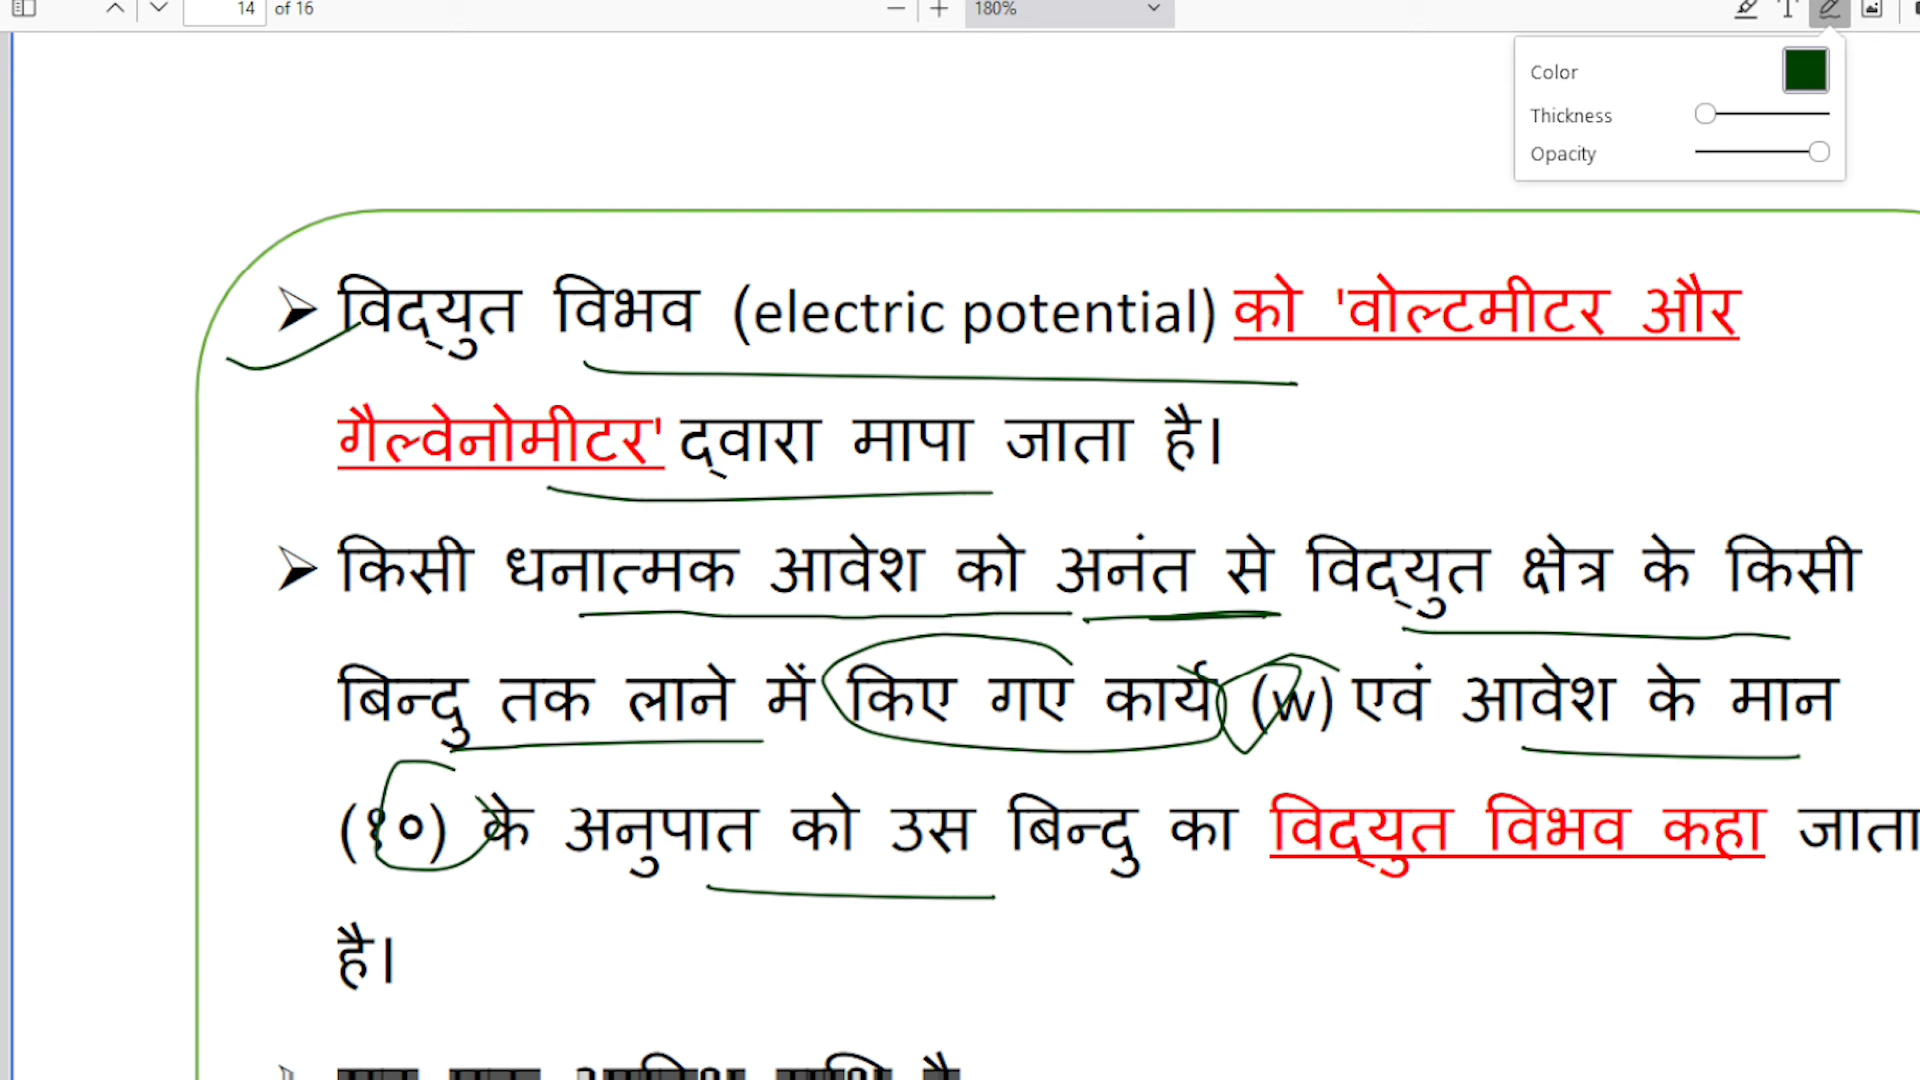 14 of 16
180%
Color
Thickness
Opacity
विद्युत विभव (electric potential) को 'वोल्टमीटर और
गैल्वेनोमीटर' द्वारा मापा जाता है।
किसी धनात्मक आवेश को अनंत से विद्युत क्षेत्र के किसी
बिन्दु तक लाने में किए गए कार्य (w) एवं आवेश के मान
(१०) के अनुपात को उस बिन्दु का विद्युत विभव कहा जाता
है।